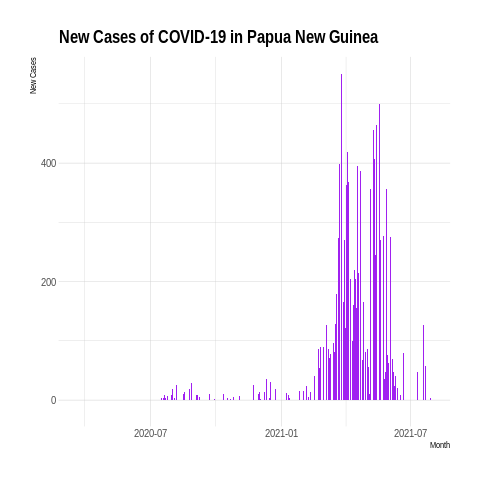 New Cases of COVID-19 in Papua New Guinea
New Cases
400
200
0
2020-07
2021-01
2021-07
Month